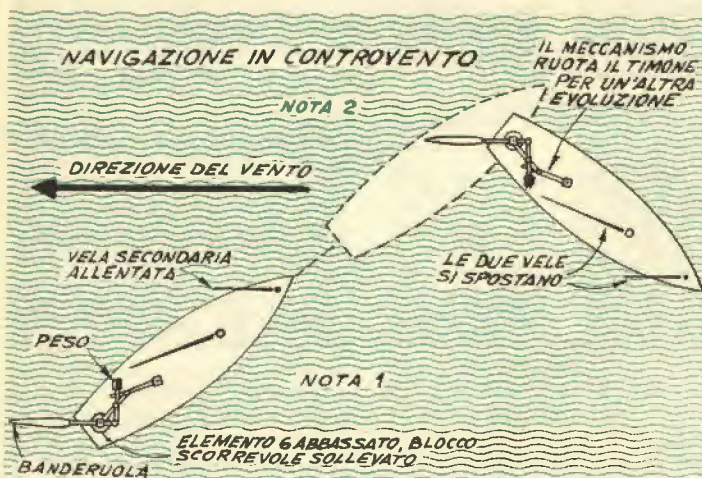 NAVIGAZIONE IN CONTROVENTO
NOTA 2
IL MECCANISMO
RUOTA IL TIMONE
PER UN'ALTRA
EVOLUZIONE
DIREZIONE DEL VENTO
VELA SECONDARIA
ALLENTATA
LE DUE VELE
SI SPOSTANO
PESO
NOTA 1
ELEMENTO 6 ABBASSATO, BLOCCO
SCORREVOLE SOLLEVATO
BANDERUOLA